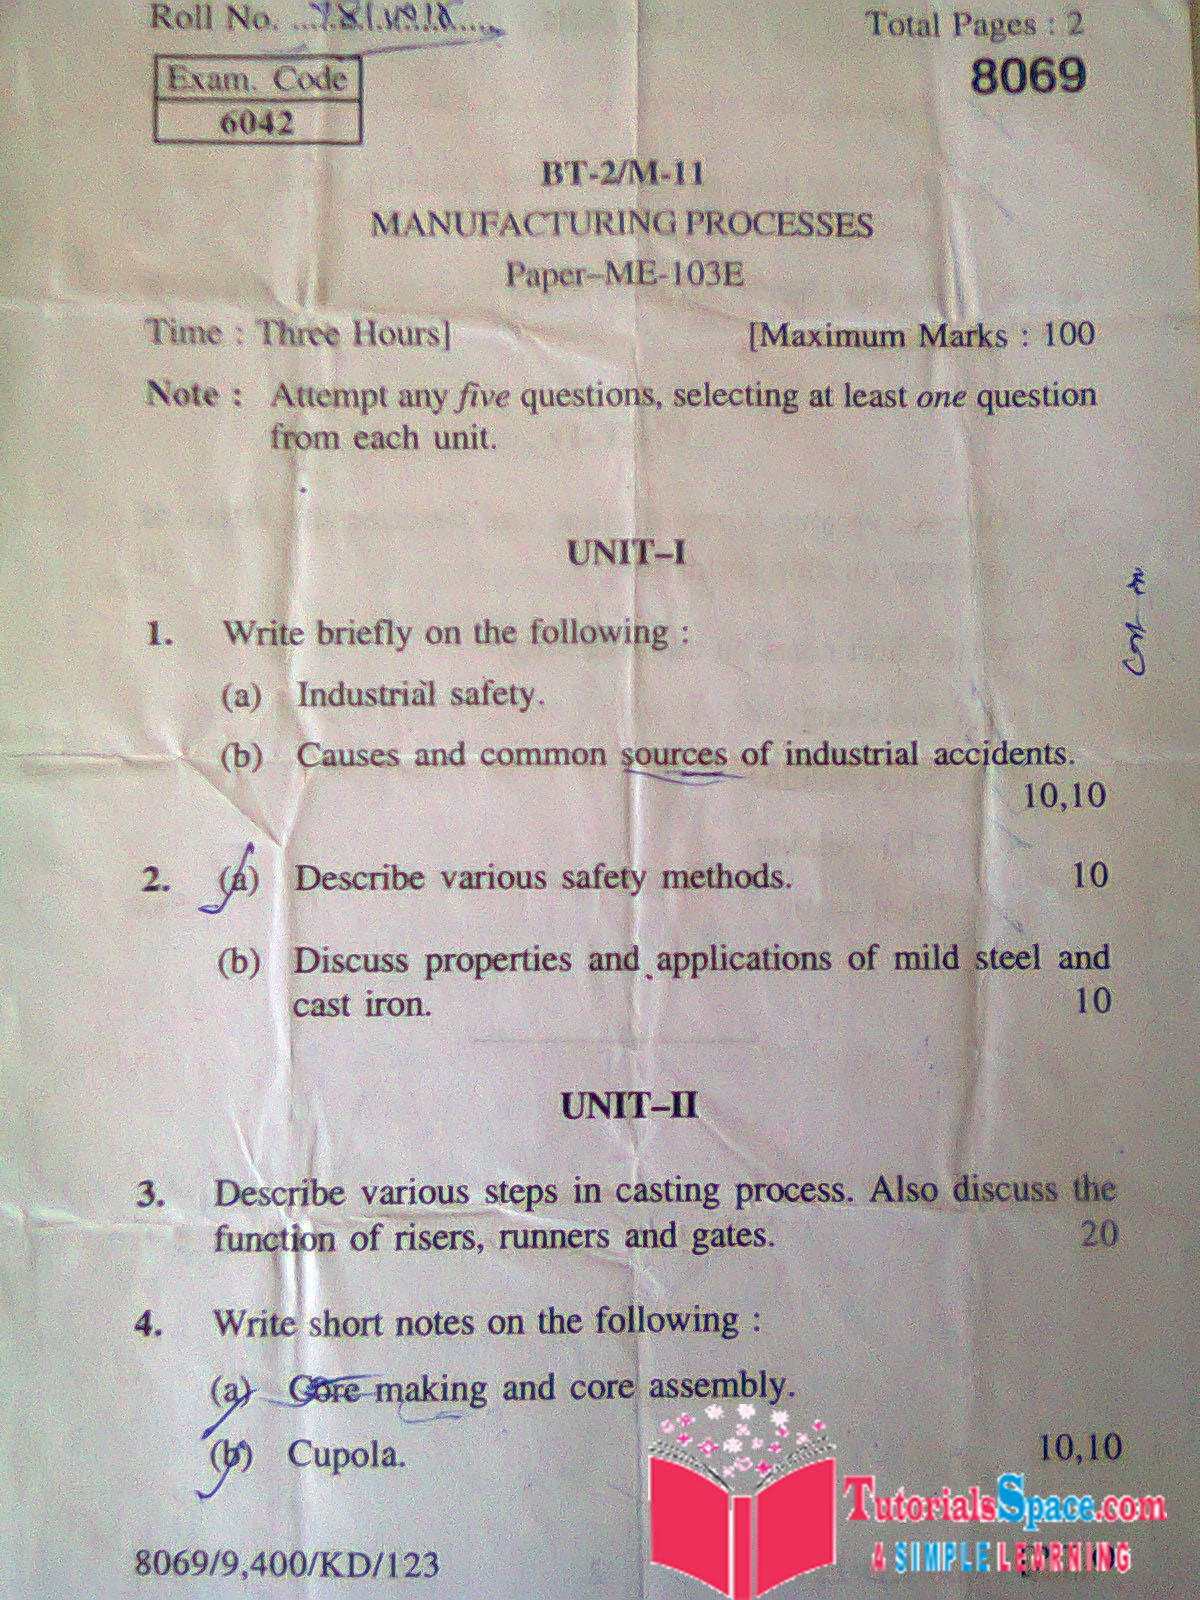 Roll No.
Total Pages : 2
Exam. Code
6042
8069
BT-2/M-11
MANUFACTURING PROCESSES
Paper–ME-103E
Time : Three Hours]
[Maximum Marks : 100
Note : Attempt any five questions, selecting at least one question
from each unit.
UNIT–I
1. Write briefly on the following :
(a) Industrial safety.
(b) Causes and common sources of industrial accidents.
10,10
2. (a) Describe various safety methods. 10
(b) Discuss properties and applications of mild steel and
cast iron. 10
UNIT–II
3. Describe various steps in casting process. Also discuss the
function of risers, runners and gates. 20
4. Write short notes on the following :
(a) Core making and core assembly.
(b) Cupola. 10,10
TutorialsSpace.com
A SIMPLE LEARNING
8069/9,400/KD/123